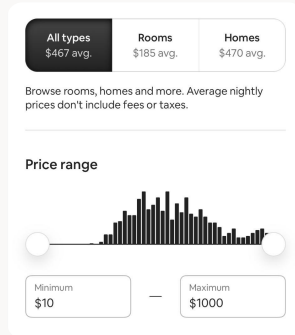 All types
$467 avg.
Rooms
$185 avg.
Homes
$470 avg.
Browse rooms, homes and more. Average nightly
prices don't include fees or taxes.
Price range
Minimum
$10
—
Maximum
$1000